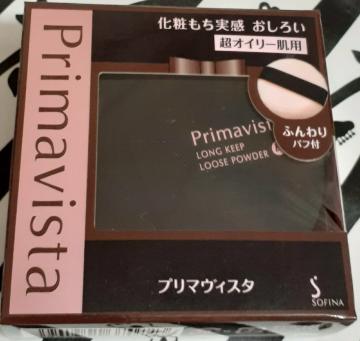 Primavista
化粧もち実感 おしろい
超オイリー肌用
Primavist
LONG KEEP
LOOSE POWDER
ふんわり
パフ付
プリマヴィスタ
SOFINA